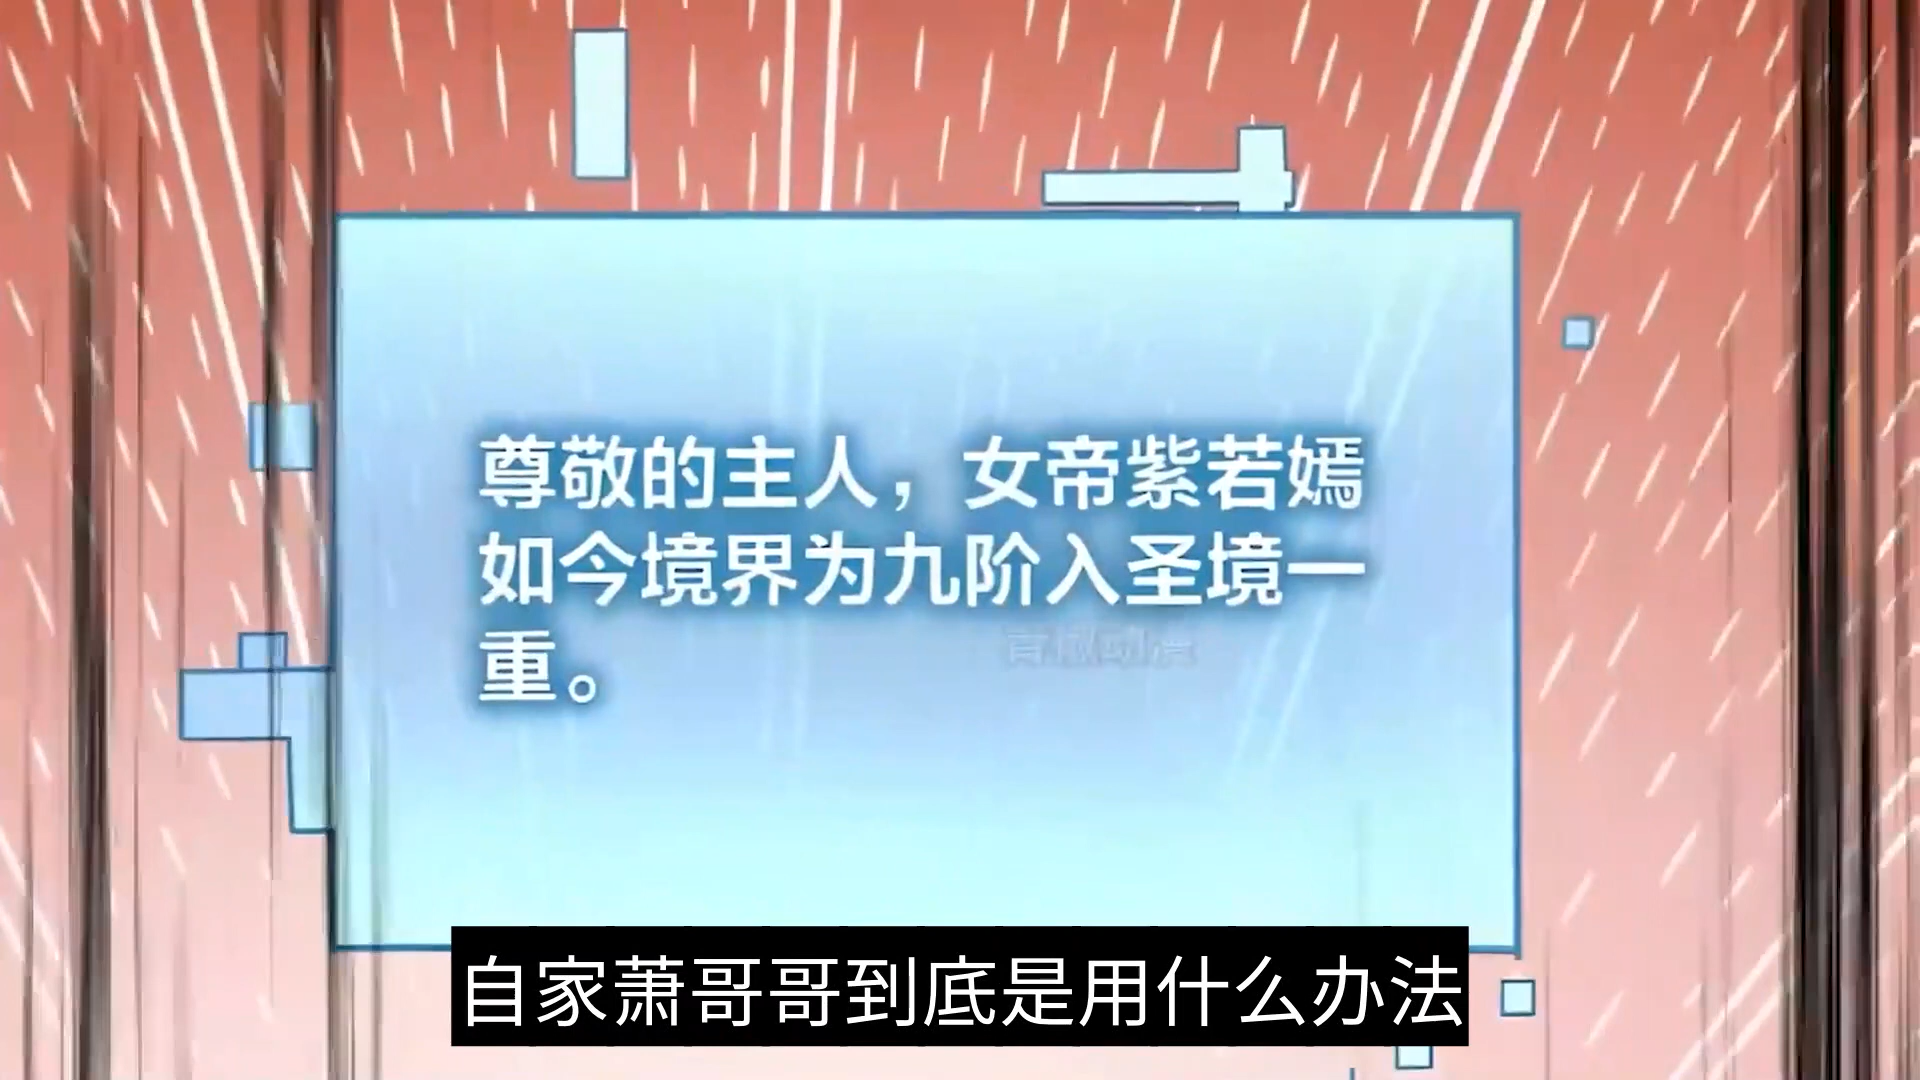 尊敬的主人，女帝紫若嫣
如今境界为九阶入圣境一
重。
自家萧哥哥到底是用什么办法